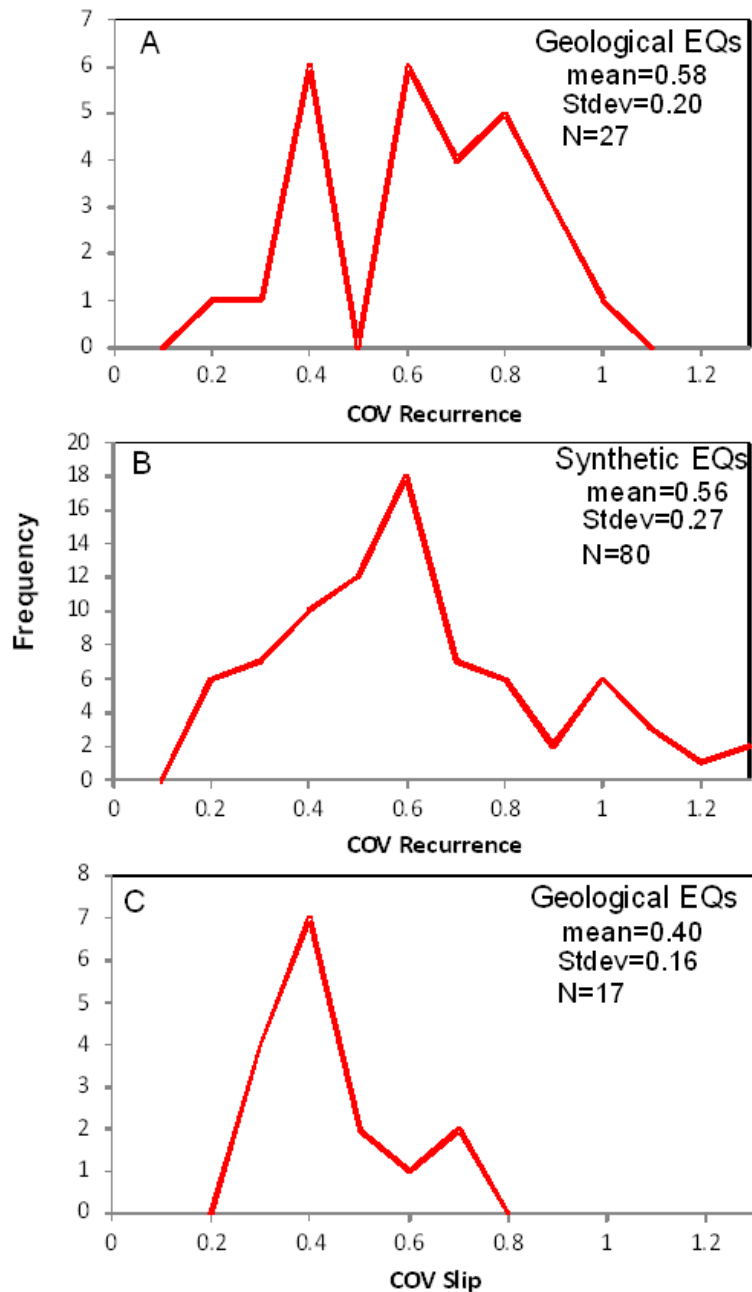 A
Geological EQs
mean=0.58
Stdev=0.20
N=27
7
6
5
4
3
2
1
0
0 0.2 0.4 0.6 0.8 1 1.2
COV Recurrence
B
Synthetic EQs
mean=0.56
Stdev=0.27
N=80
Frequency
20
18
16
14
12
10
8
6
4
2
0
0 0.2 0.4 0.6 0.8 1 1.2
COV Recurrence
C
Geological EQs
mean=0.40
Stdev=0.16
N=17
8
7
6
5
4
3
2
1
0
0 0.2 0.4 0.6 0.8 1 1.2
COV Slip